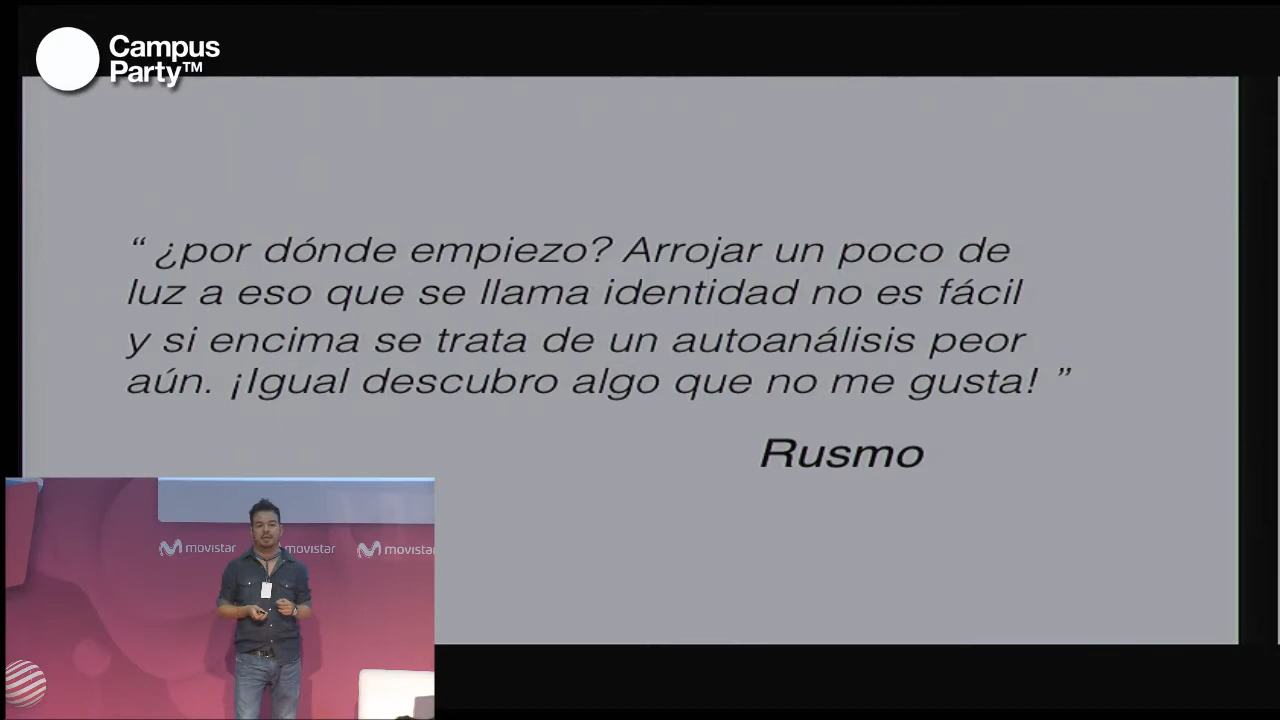 Campus
Party™
“ ¿por dónde empiezo? Arrojar un poco de
luz a eso que se llama identidad no es fácil
y si encima se trata de un autoanálisis peor
aún. ¡Igual descubro algo que no me gusta! ”
Rusmo
movistar movistar movistar